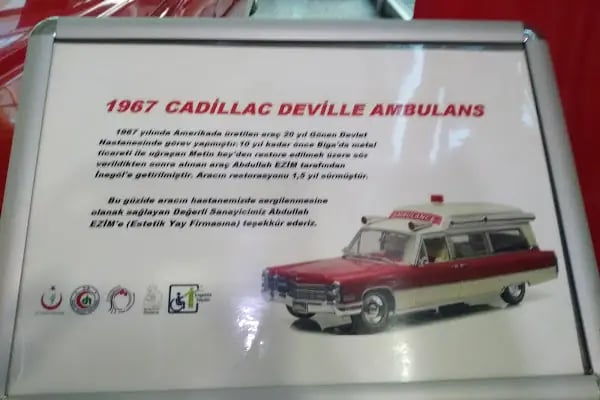 1967 CADİLLAC DEVİLLE AMBULANS
1967 yılında Amerikada üretilen araç 20 yıl Gönen Devlet
Hastanesinde görev yapmıştır.10 yıl kadar önce Biga'da metal
ticareti ile uğraşan Metin bey'den restore edilmek üzere söz
verildikten sonra alınan araç Abdullah EZİM tarafından
İnegöl'e getirilmiştir. Aracın restorasyonu 1,5 yıl sürmüştür.
Bu güzide aracın hastanemizde sergilenmesine
olanak sağlayan Değerli Sanayicimiz Abdullah
EZİM'e (Estetik Yay Firmasına) teşekkür ederiz.
AMBULANCE